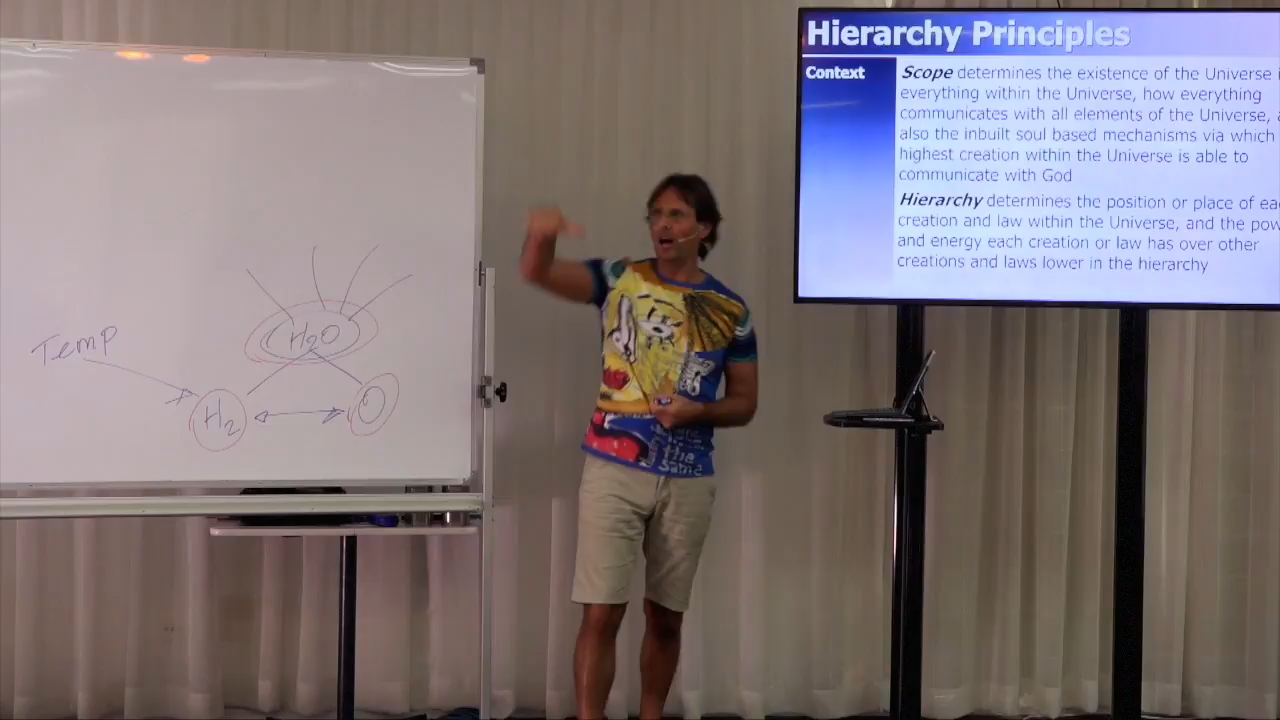 Temp
H2O
H2
O
the same
Hierarchy Principles
Context
Scope determines the existence of the Universe
everything within the Universe, how everything
communicates with all elements of the Universe,
also the inbuilt soul based mechanisms via which
highest creation within the Universe is able to
communicate with God
Hierarchy determines the position or place of
and law within the Universe, and the
and energy each creation or law has over other
creations and laws lower in the hierarchy